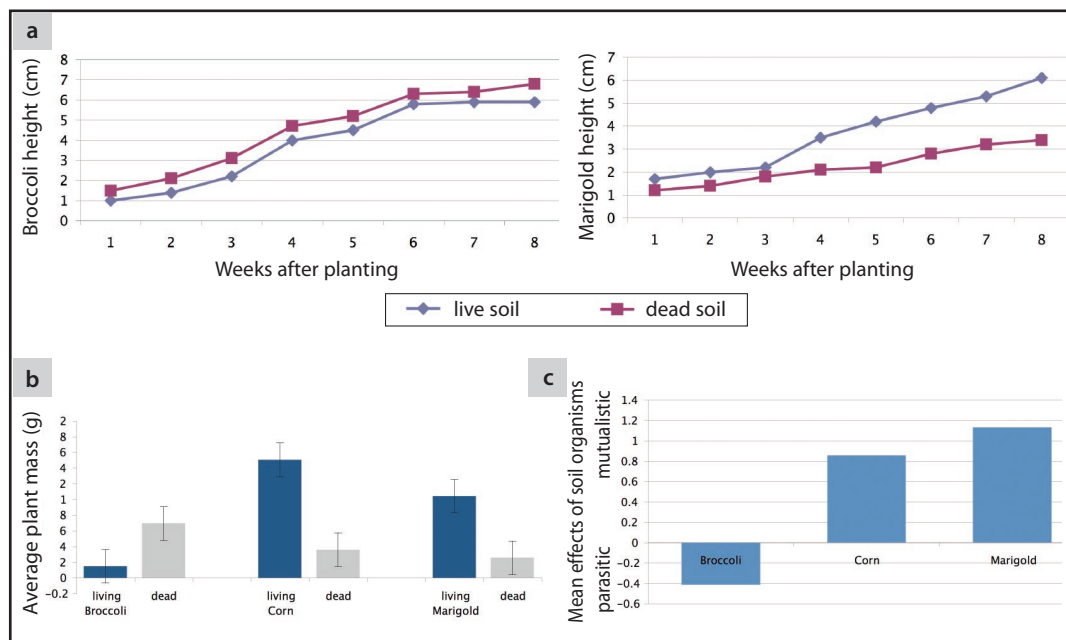 a
Broccoli height (cm)
8
7
6
5
4
3
2
1
0
1 2 3 4 5 6 7 8
Weeks after planting
Marigold height (cm)
7
6
5
4
3
2
1
0
1 2 3 4 5 6 7 8
Weeks after planting
live soil dead soil
b
Average plant mass (g)
2
8
6
4
2
1
8
6
4
0
–0.2
living dead living dead living dead
Broccoli Corn Marigold
c
Mean effects of soil organisms
parasitic mutualistic
1.4
1.2
1
0.8
0.6
0.4
0.2
0
–0.2
–0.4
–0.6
Broccoli Corn Marigold